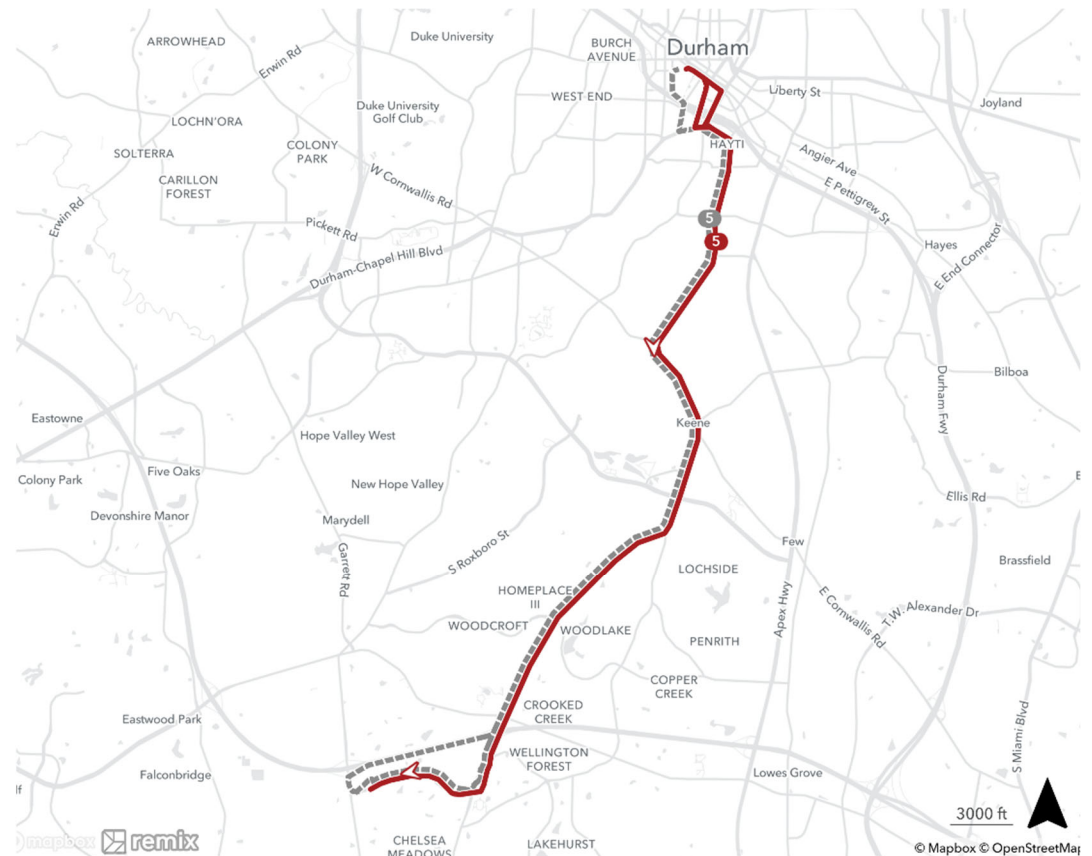 ARROWHEAD
Duke University
BURCH
AVENUE
Durham
Erwin Rd
WEST END
Liberty St
Joyland
Duke University
Golf Club
LOCHN'ORA
SOLTERRA
COLONY
PARK
HAYTI
Angier Ave
CARILLON
FOREST
W Cornwallis Rd
E Pettigrew St
Erwin Rd
Pickett Rd
5
5
Hayes
Durham-Chapel Hill Blvd
E End Connector
Durham Fwy
Bilboa
Eastowne
Keene
Hope Valley West
Colony Park
Five Oaks
New Hope Valley
Ellis Rd
Devonshire Manor
Marydell
Garrett Rd
S Roxboro St
Few
Brassfield
LOCHSIDE
HOMEPLACE
III
Apex Hwy
E Cornwallis Rd
T.W. Alexander Dr
WOODCROFT
WOODLAKE
PENRITH
COPPER
CREEK
Eastwood Park
CROOKED
CREEK
S Miami Blvd
WELLINGTON
FOREST
Falconbridge
Lowes Grove
3000 ft
mapbox remix
CHELSEA
MEADOWS
LAKEHURST
© Mapbox © OpenStreetMap